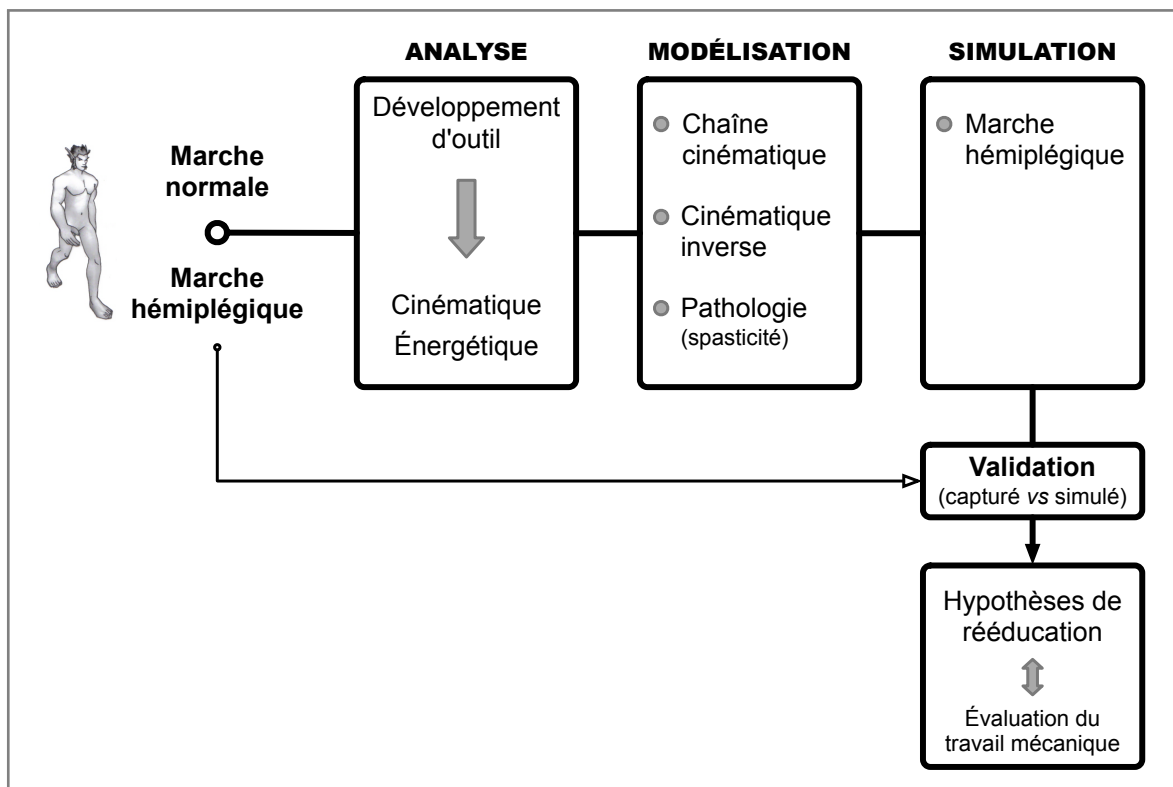 ANALYSE
MODÉLISATION
SIMULATION
Marche
normale
Marche
hémiplégique
Développement
d'outil
Cinématique
Énergétique
Chaîne
cinématique
Cinématique
inverse
Pathologie
(spasticité)
Marche
hémiplégique
Validation
(capturé vs simulé)
Hypothèses de
rééducation
Évaluation du
travail mécanique